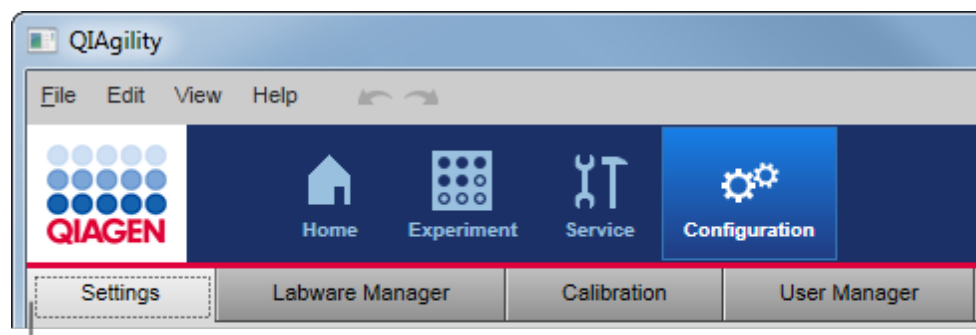 QIAgility
File Edit View Help
QIAGEN
Home Experiment Service Configuration
Settings Labware Manager Calibration User Manager